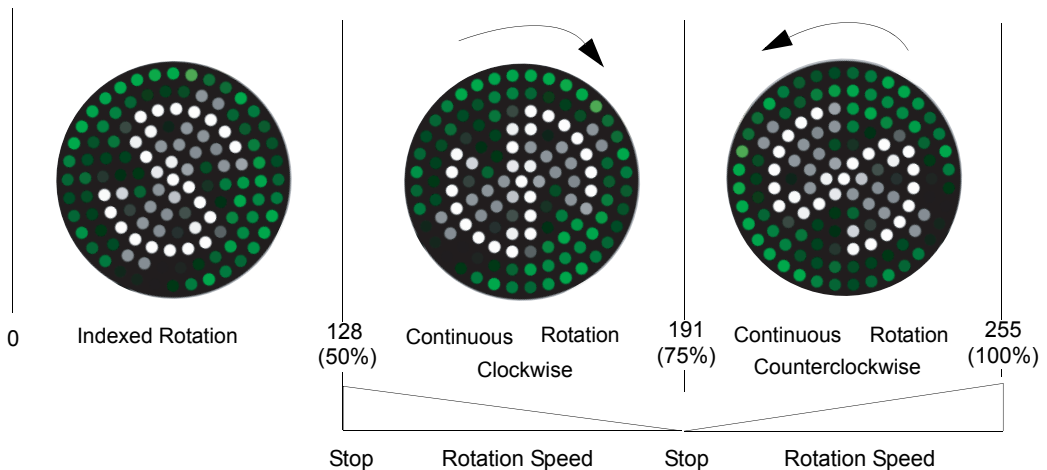 0
Indexed Rotation
128
(50%)
Continuous Rotation
Clockwise
191
(75%)
Continuous Rotation
Counterclockwise
255
(100%)
Stop
Rotation Speed
Stop
Rotation Speed